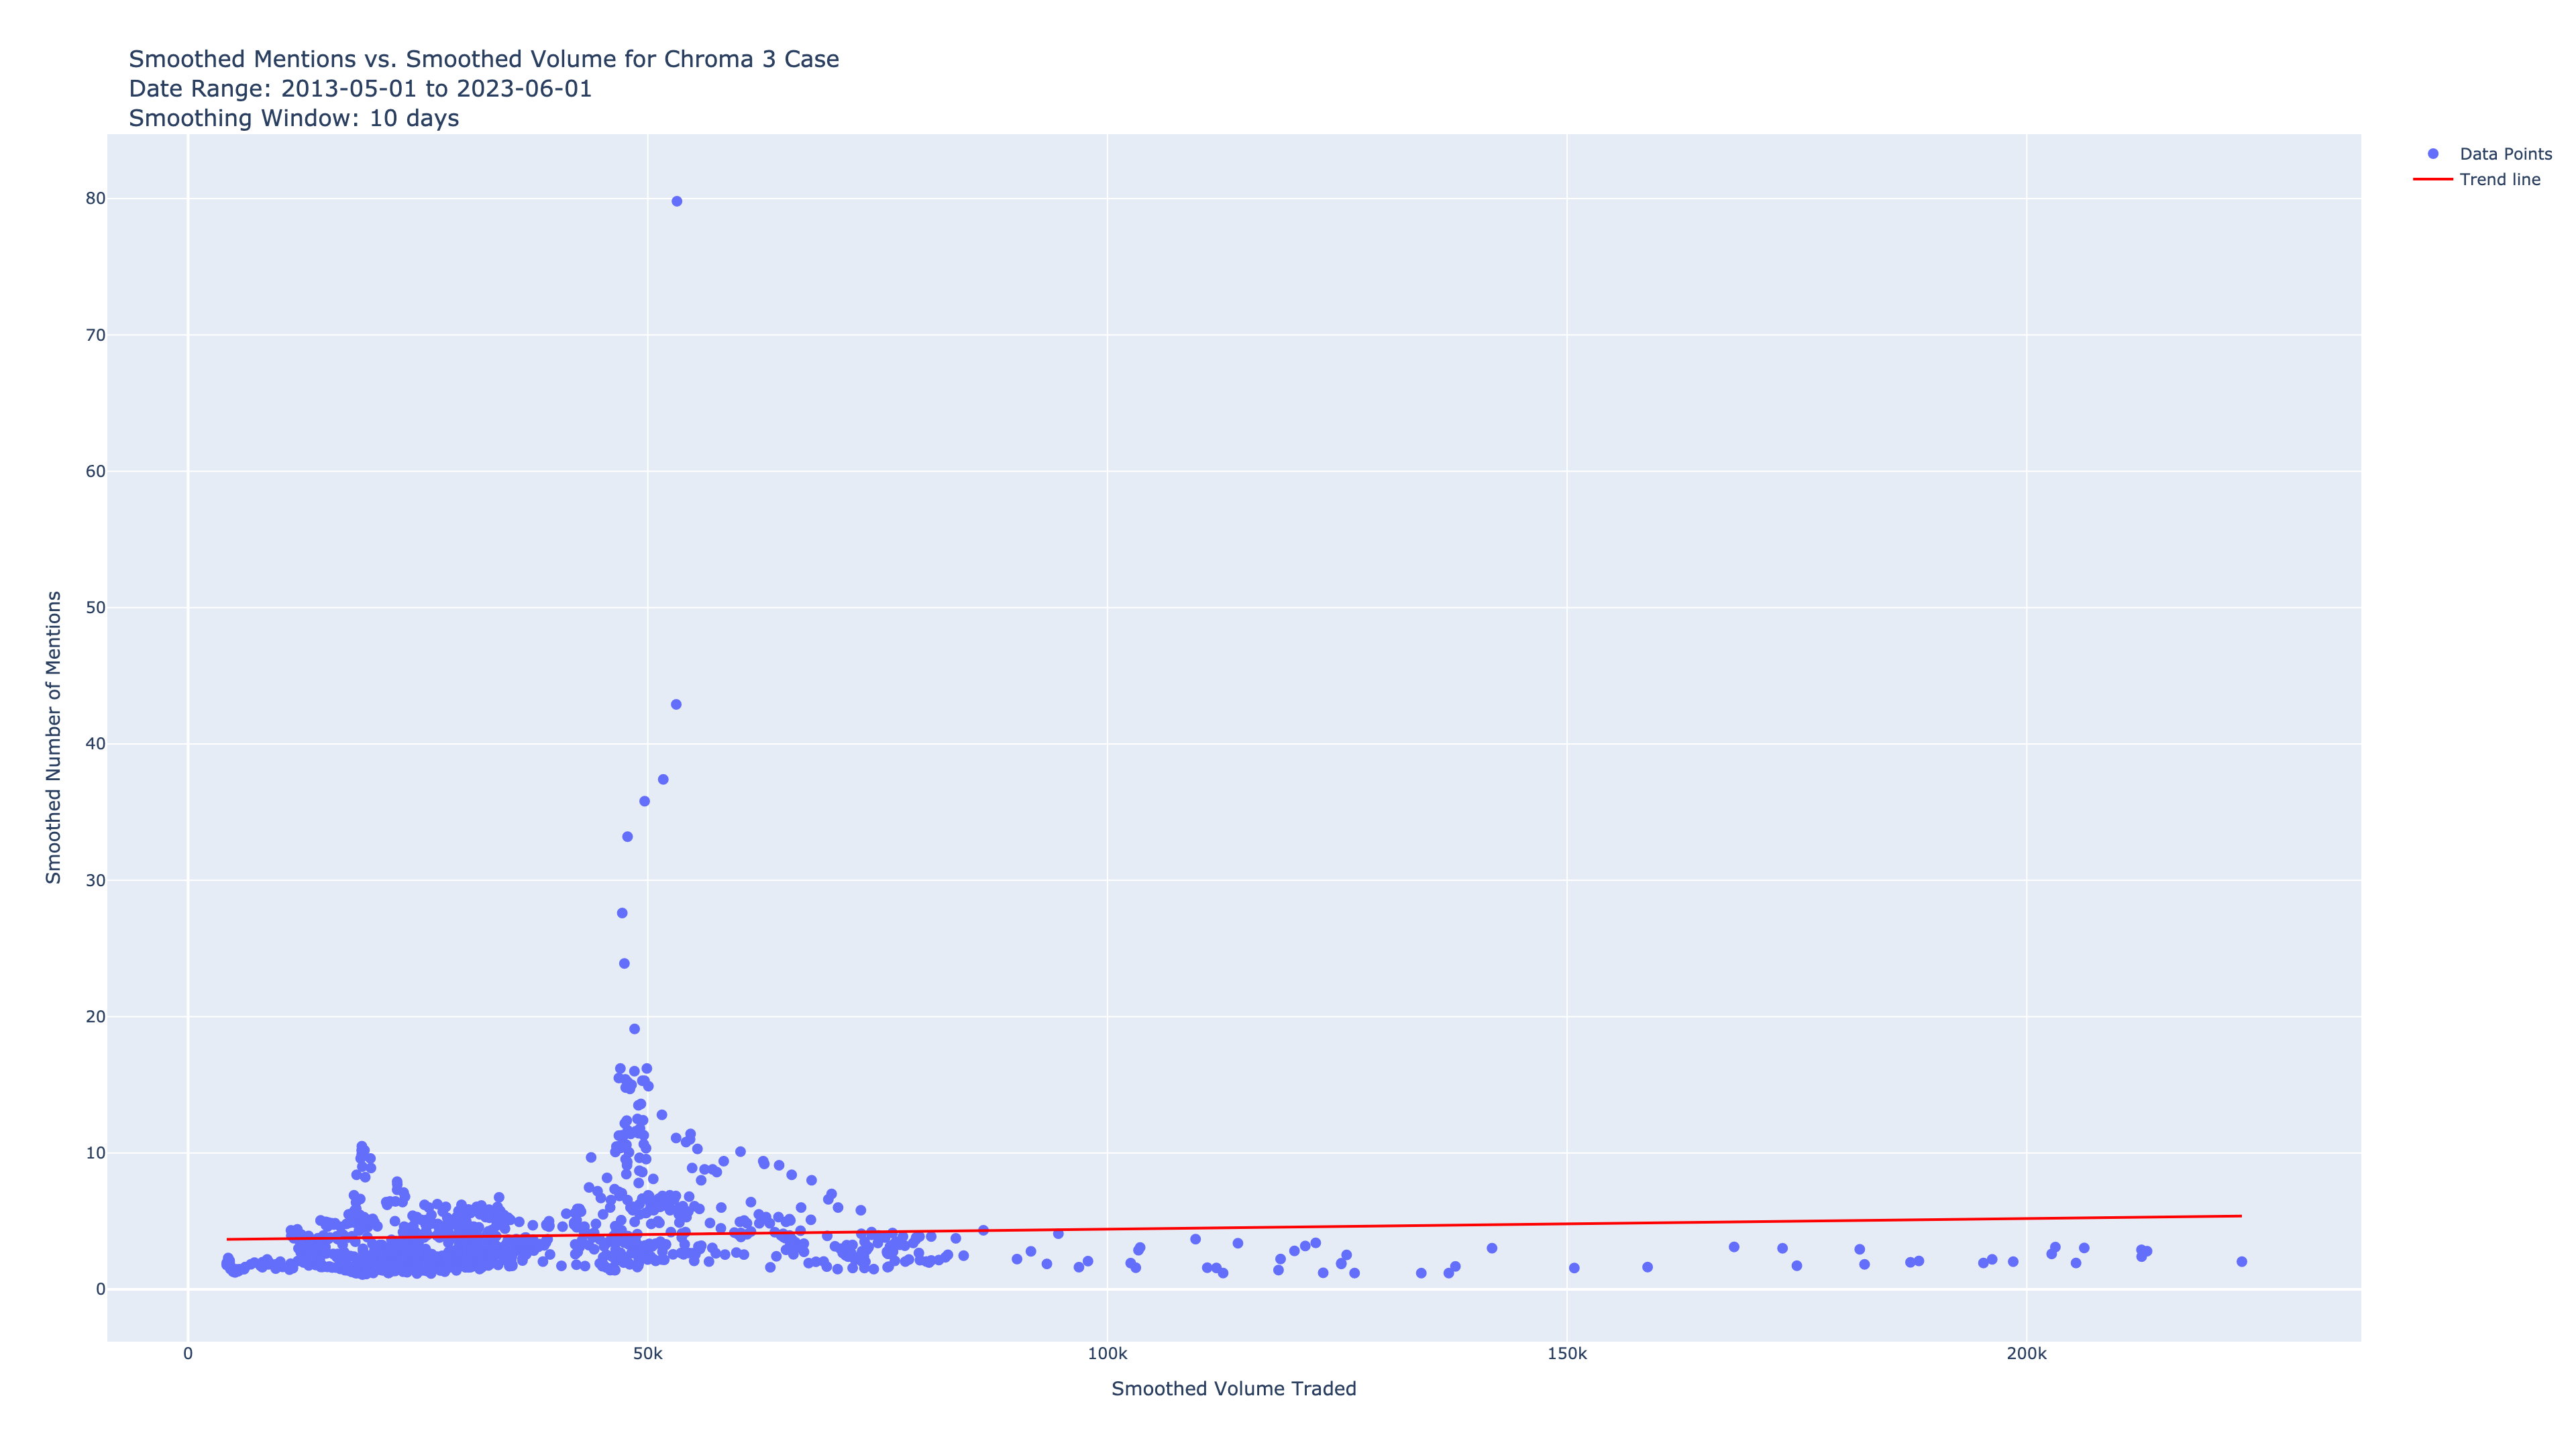 Smoothed Mentions vs. Smoothed Volume for Chroma 3 Case
Date Range: 2013-05-01 to 2023-06-01
Smoothing Window: 10 days
Data Points
Trend line
80
70
60
50
40
30
20
10
0
Smoothed Number of Mentions
0
50k
100k
150k
200k
Smoothed Volume Traded